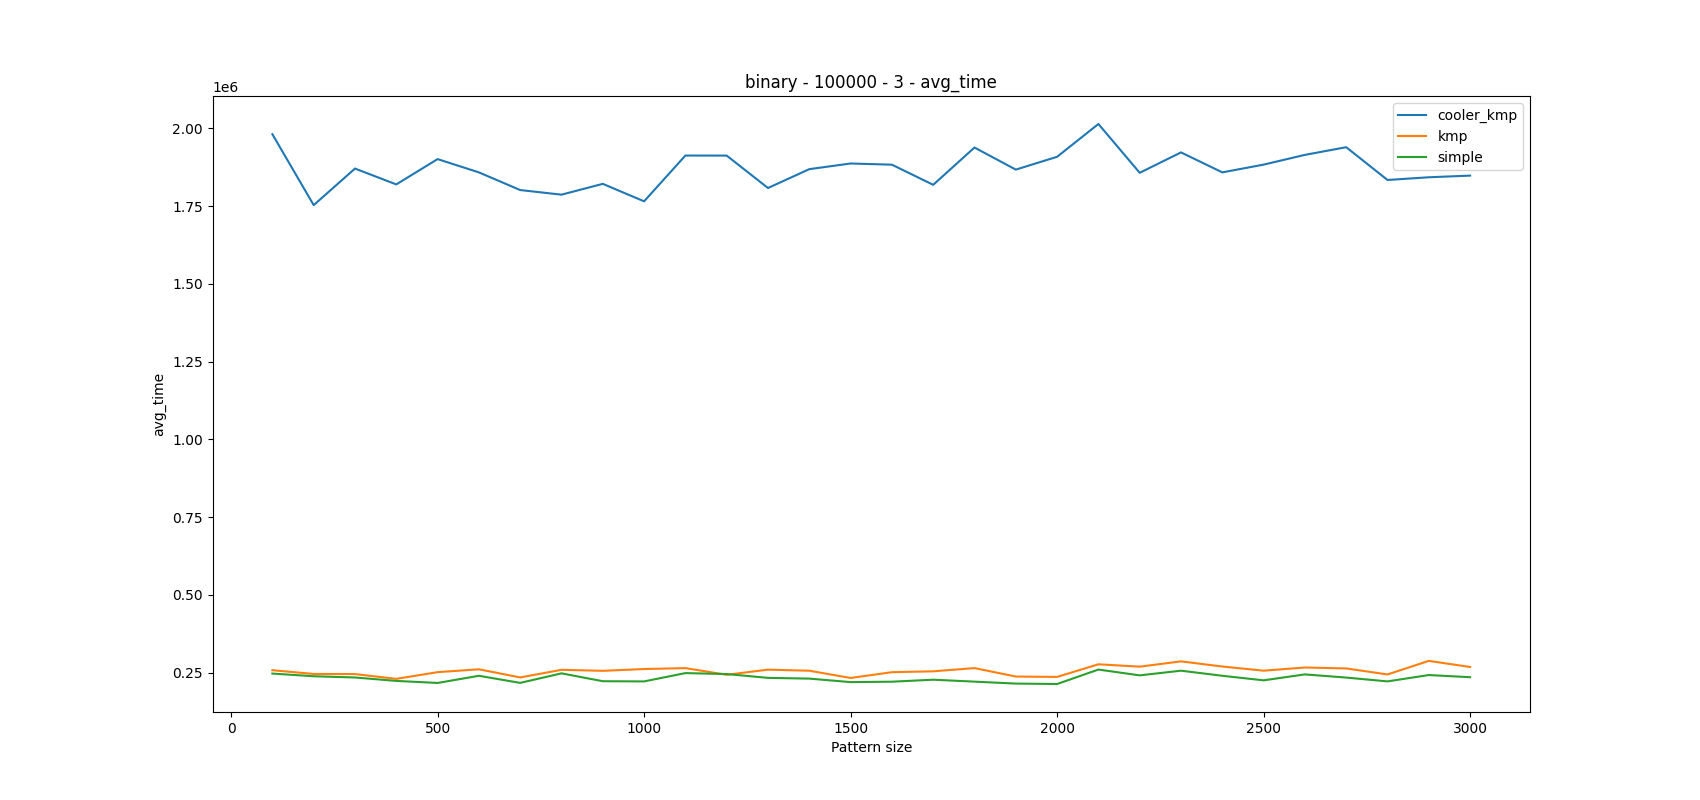 binary - 100000 - 3 - avg_time
1e6
cooler_kmp
kmp
simple
2.00
1.75
1.50
1.25
1.00
0.75
0.50
0.25
avg_time
0 500 1000 1500 2000 2500 3000
Pattern size